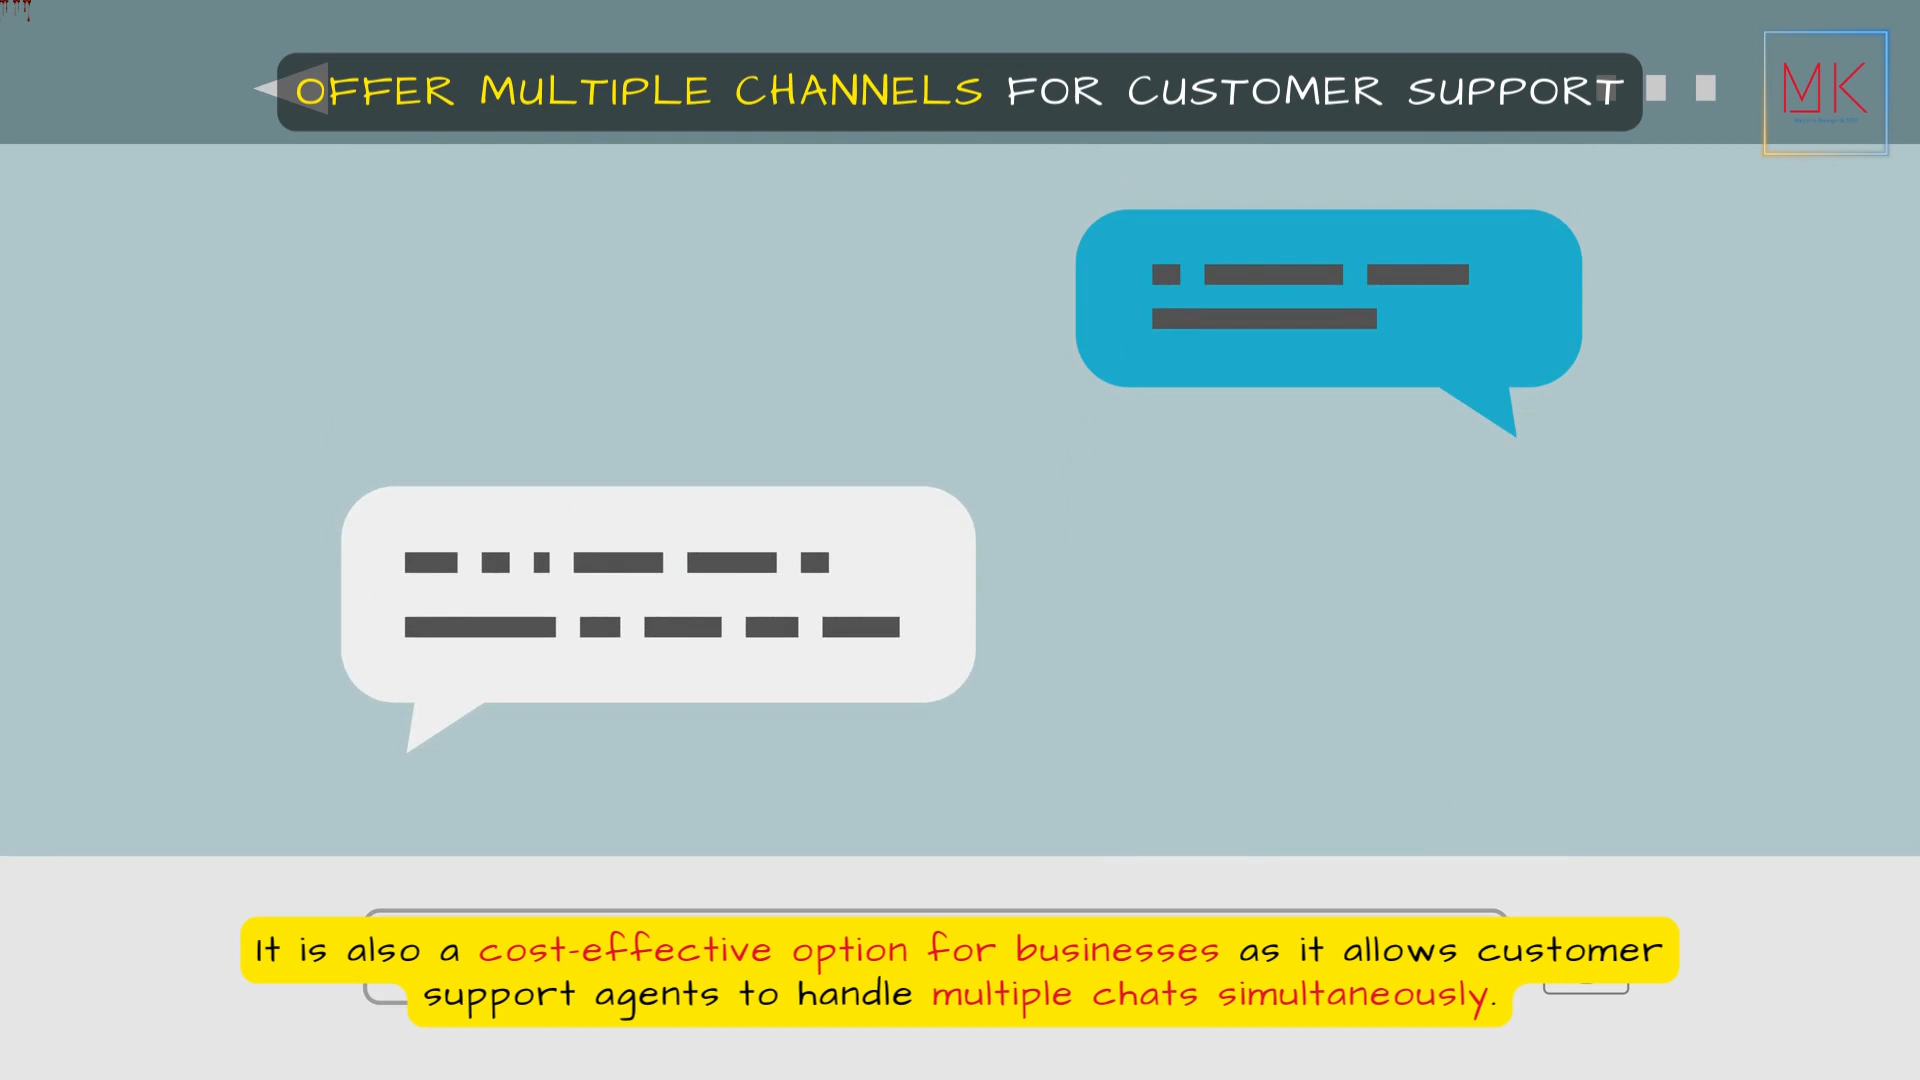 OFFER MULTIPLE CHANNELS FOR CUSTOMER SUPPORT
MK
It is also a cost-effective option for businesses as it allows customer
support agents to handle multiple chats simultaneously.